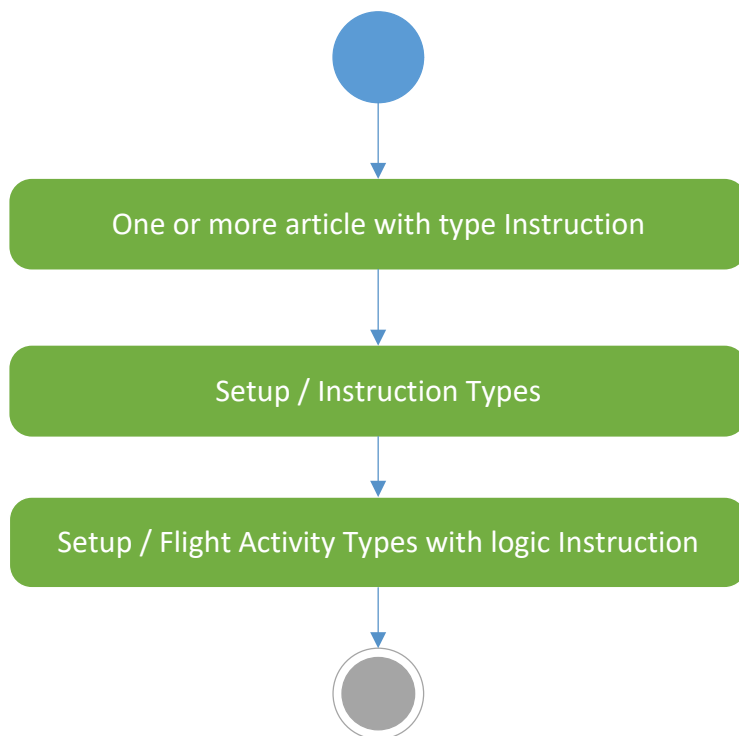 One or more article with type Instruction
Setup / Instruction Types
Setup / Flight Activity Types with logic Instruction